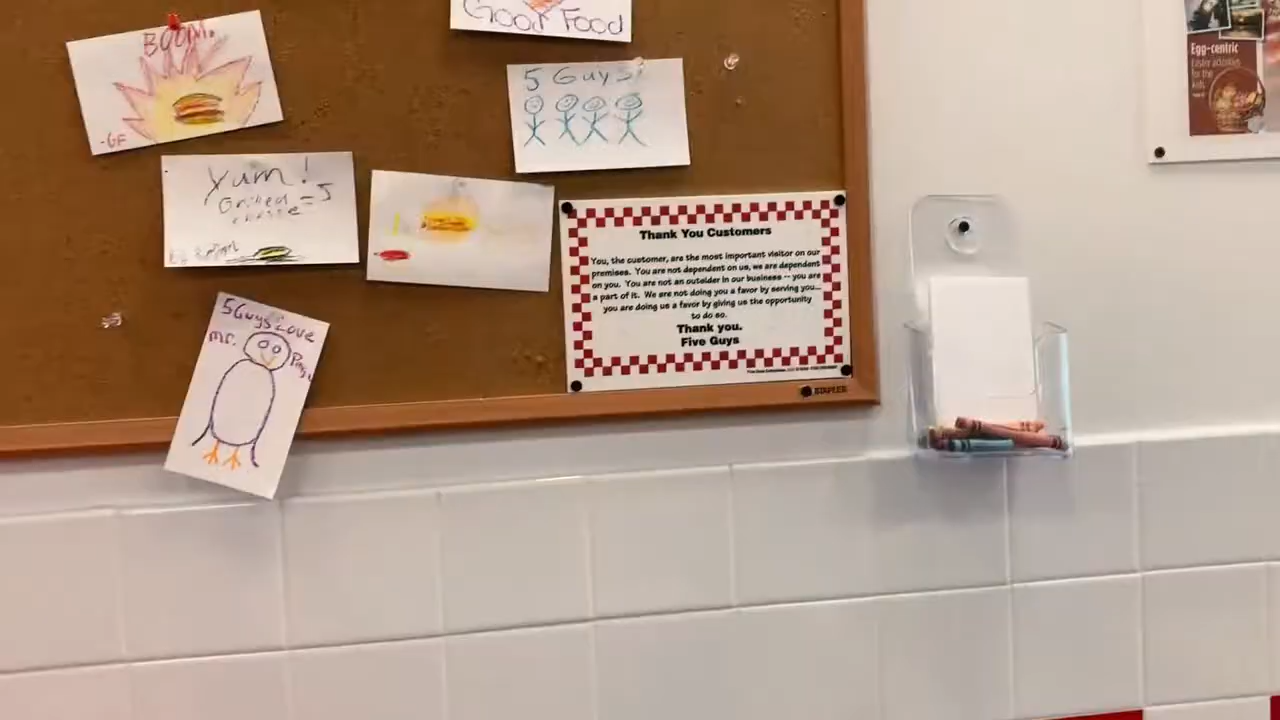 Good Food
BOOM.
-GF
5 Guys!
Egg-centric
Easter activities
for the
kids
Yum!
Grilled = 5
cheese
Thank You Customers
You, the customer, are the most important visitor on our
premises. You are not dependent on us, we are dependent
on you. You are not an outsider in our business -- you are
a part of it. We are not doing you a favor by serving you...
you are doing us a favor by giving us the opportunity
to do so.
Thank you.
Five Guys
STAPLES
5 Guys Love
mr.